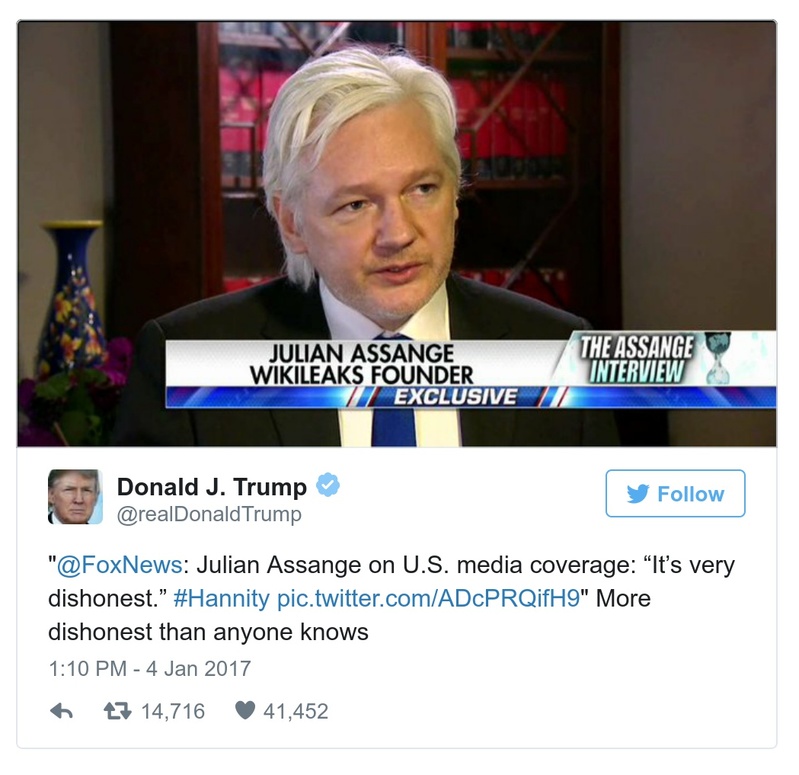 JULIAN ASSANGE
WIKILEAKS FOUNDER
EXCLUSIVE
THE ASSANGE
INTERVIEW
Donald J. Trump
@realDonaldTrump
Follow
"@FoxNews: Julian Assange on U.S. media coverage: “It’s very
dishonest.” #Hannity pic.twitter.com/ADcPRQifH9" More
dishonest than anyone knows
1:10 PM - 4 Jan 2017
14,716 41,452